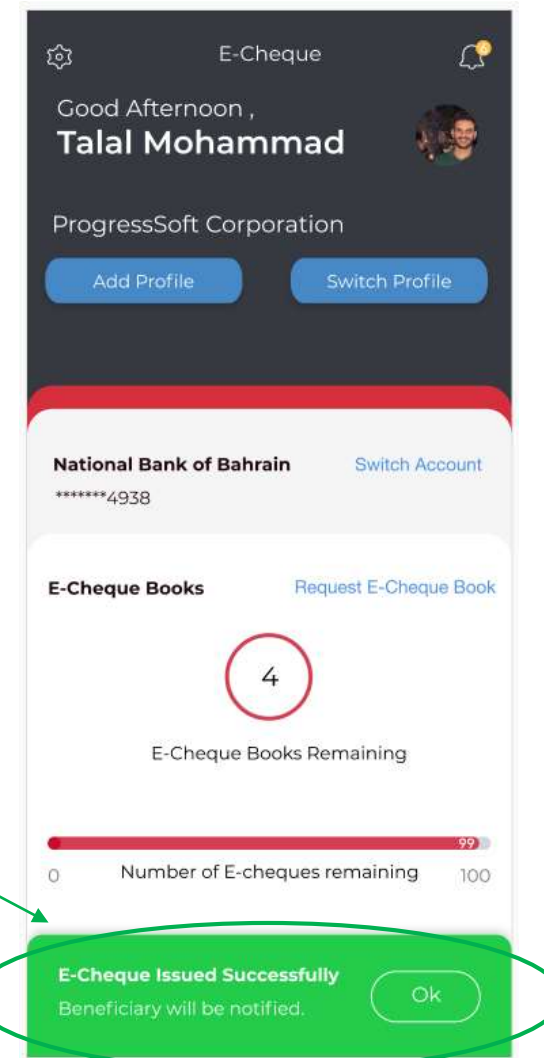 E-Cheque
Good Afternoon ,
Talal Mohammad
ProgressSoft Corporation
Add Profile
Switch Profile
National Bank of Bahrain
Switch Account
*******4938
E-Cheque Books
Request E-Cheque Book
4
E-Cheque Books Remaining
99
0
Number of E-cheques remaining
100
E-Cheque Issued Successfully
Beneficiary will be notified.
Ok